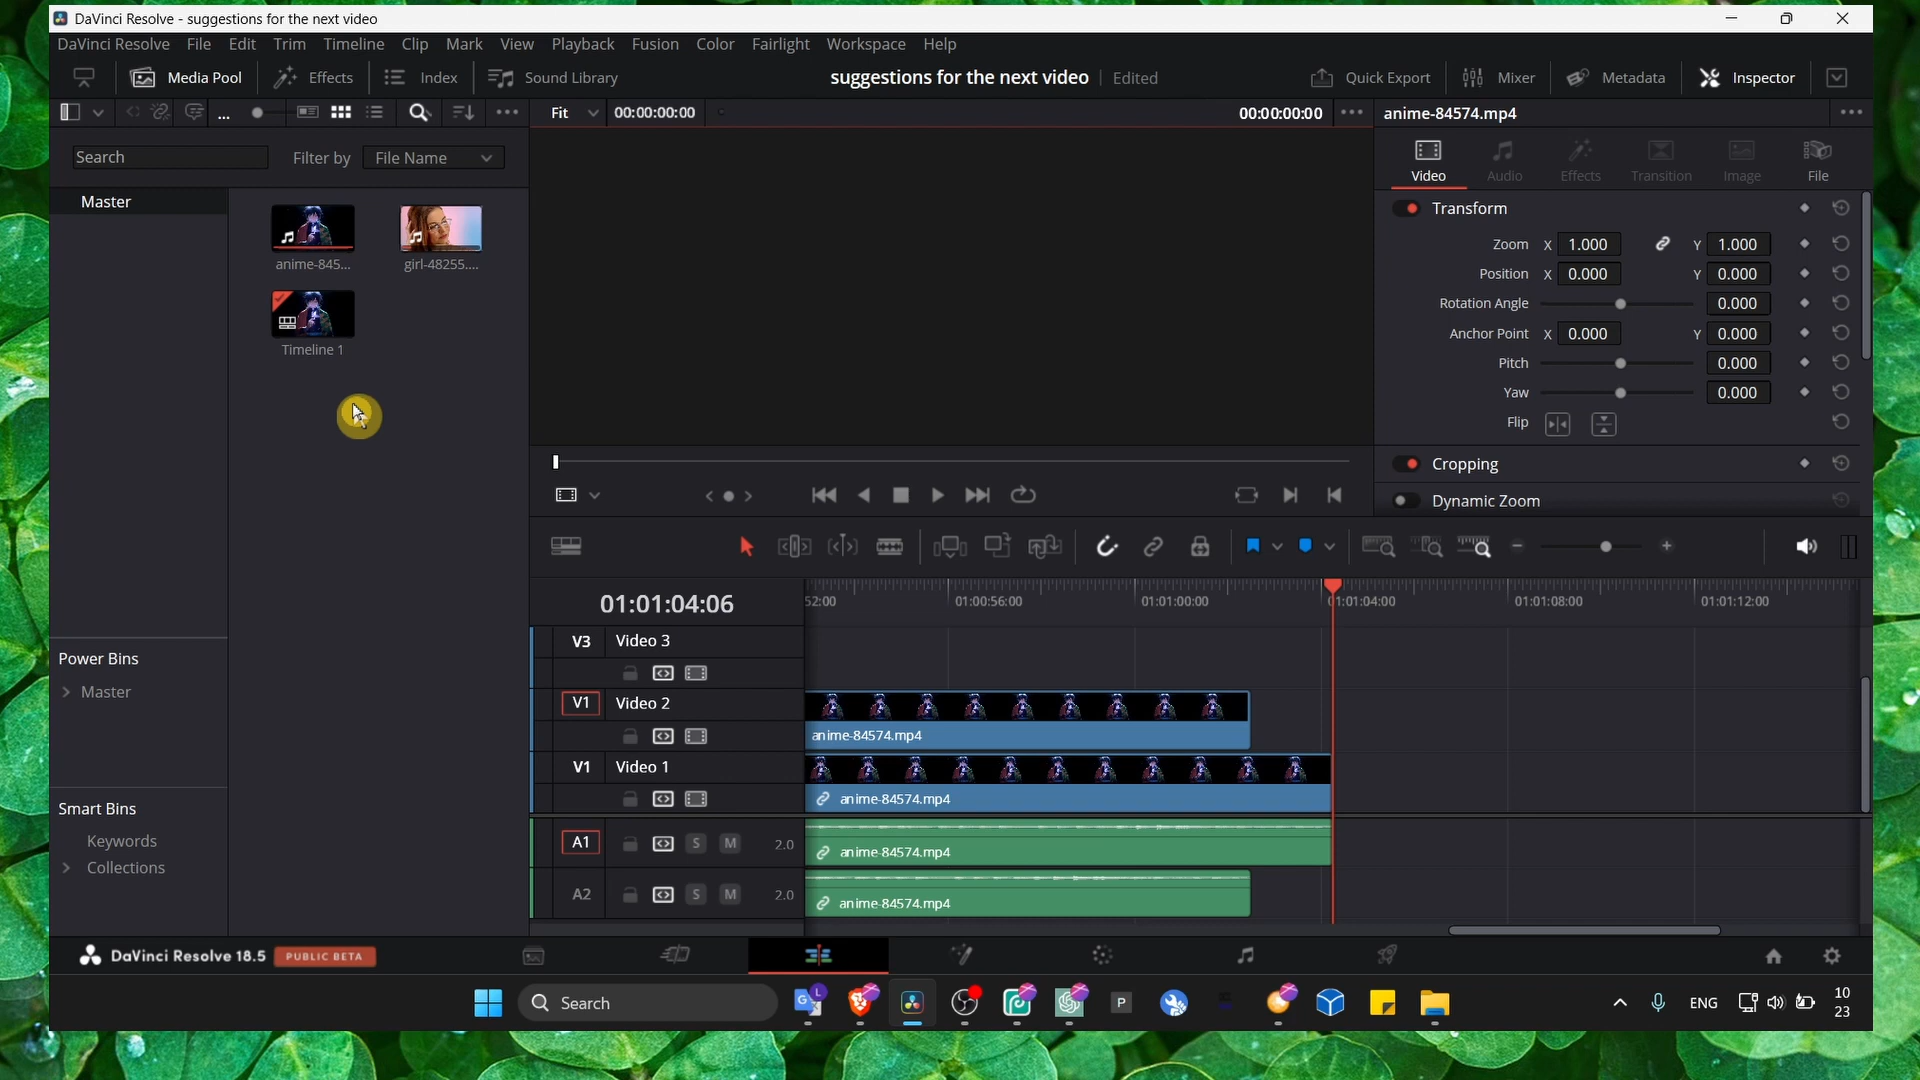 DaVinci Resolve - suggestions for the next video
DaVinci Resolve File Edit Trim Timeline Clip Mark View Playback Fusion Color Fairlight Workspace Help
Media Pool Effects Index Sound Library suggestions for the next video Edited Quick Export Mixer Metadata Inspector
... Fit 00:00:00:00 00:00:00:00 anime-84574.mp4
Search Filter by File Name
Video Audio Effects Transition Image File
Master
Transform
anime-845... girl-48255....
Zoom X 1.000 Y 1.000
Position X 0.000 Y 0.000
Rotation Angle 0.000
Anchor Point X 0.000 Y 0.000
Timeline 1
Pitch 0.000
Yaw 0.000
Flip
Cropping
Dynamic Zoom
01:01:04:06 52:00 01:00:56:00 01:01:00:00 01:01:04:00 01:01:08:00 01:01:12:00
V3 Video 3
Power Bins
Master
V1 Video 2
anime-84574.mp4
V1 Video 1
anime-84574.mp4
Smart Bins
Keywords
Collections
A1 S M 2.0 anime-84574.mp4
A2 S M 2.0 anime-84574.mp4
DaVinci Resolve 18.5 PUBLIC BETA
Search L P ENG 10
23